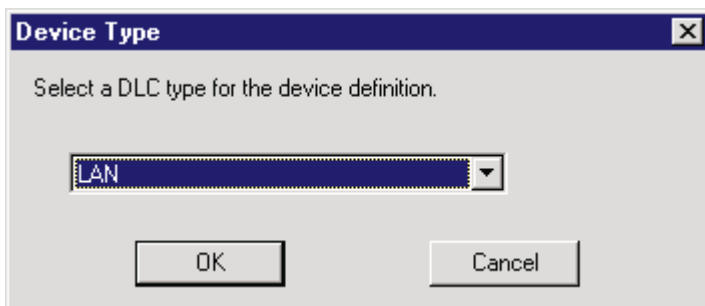 Device Type
Select a DLC type for the device definition.
LAN
OK Cancel